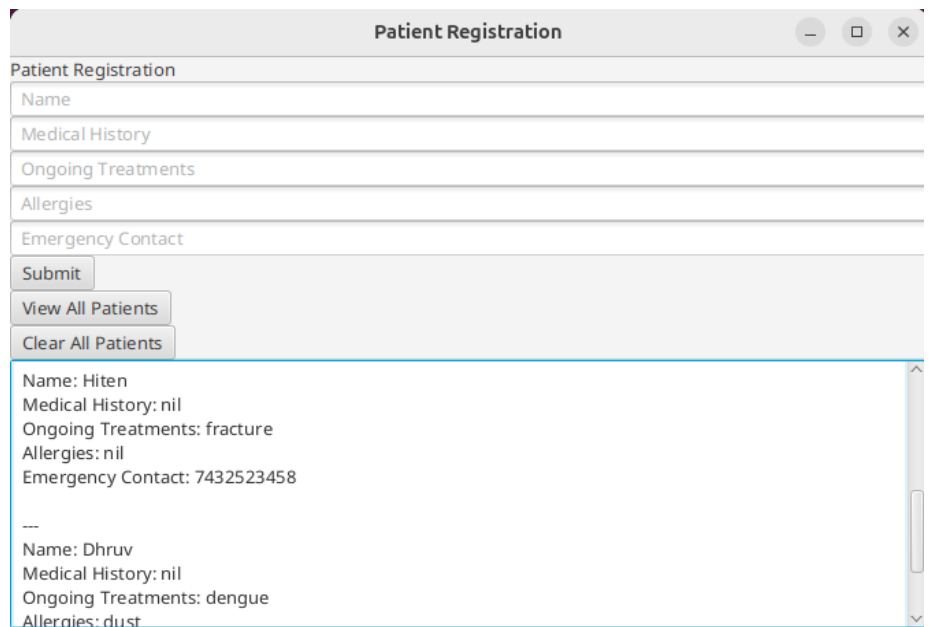 Patient Registration
Patient Registration
Name
Medical History
Ongoing Treatments
Allergies
Emergency Contact
Submit
View All Patients
Clear All Patients
Name: Hiten
Medical History: nil
Ongoing Treatments: fracture
Allergies: nil
Emergency Contact: 7432523458
---
Name: Dhruv
Medical History: nil
Ongoing Treatments: dengue
Allergies: dust